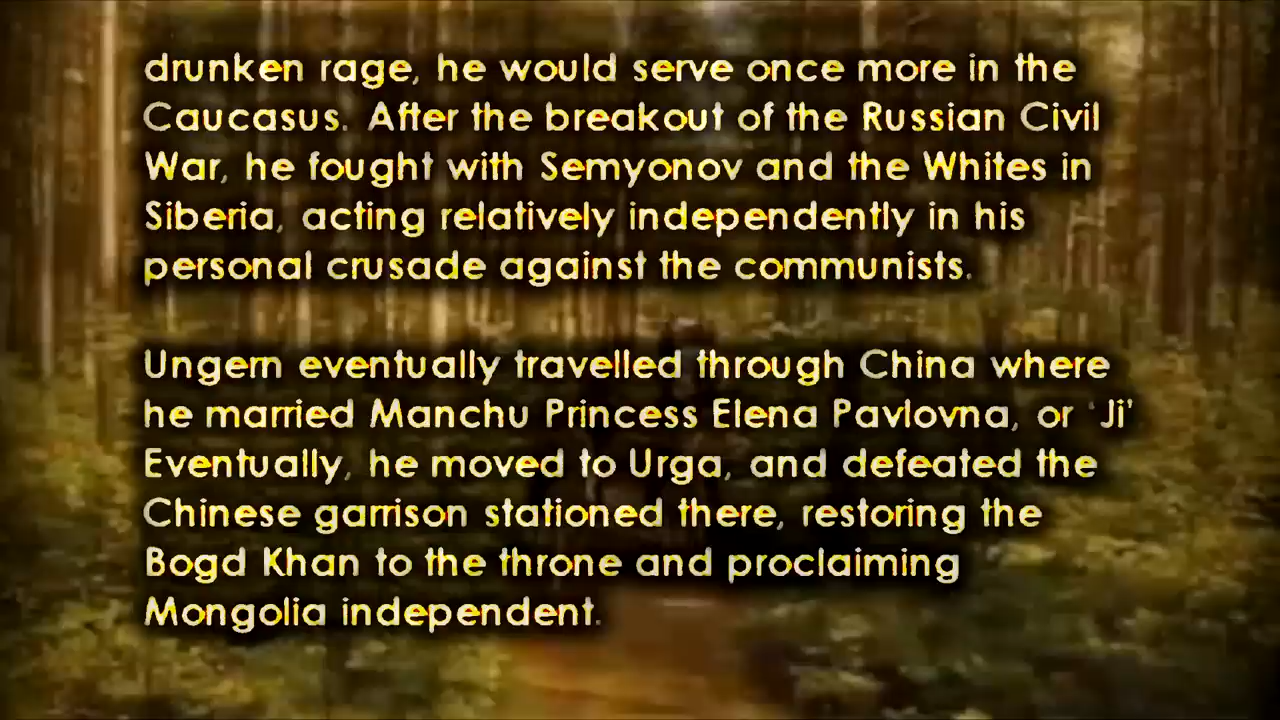 drunken rage, he would serve once more in the
Caucasus. After the breakout of the Russian Civil
War, he fought with Semyonov and the Whites in
Siberia, acting relatively independently in his
personal crusade against the communists.
Ungern eventually travelled through China where
he married Manchu Princess Elena Pavlovna, or 'Ji'
Eventually, he moved to Urga, and defeated the
Chinese garrison stationed there, restoring the
Bogd Khan to the throne and proclaiming
Mongolia independent.